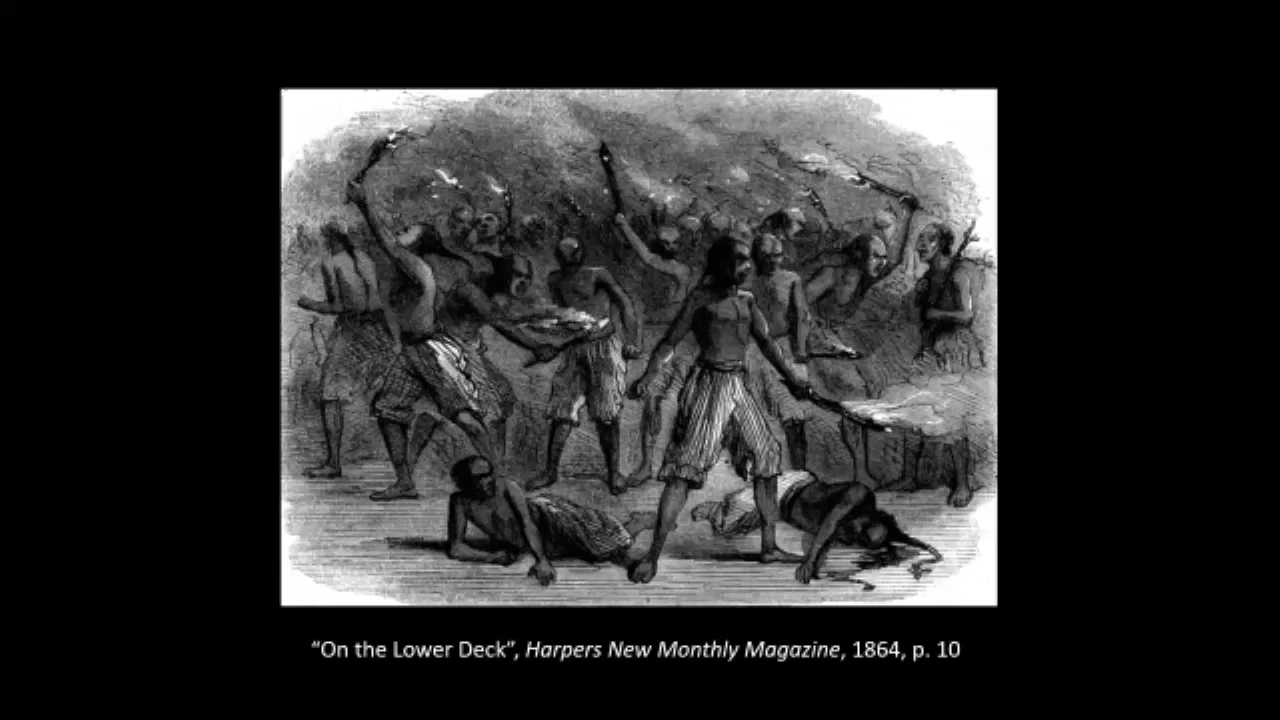 “On the Lower Deck”, Harpers New Monthly Magazine, 1864, p. 10